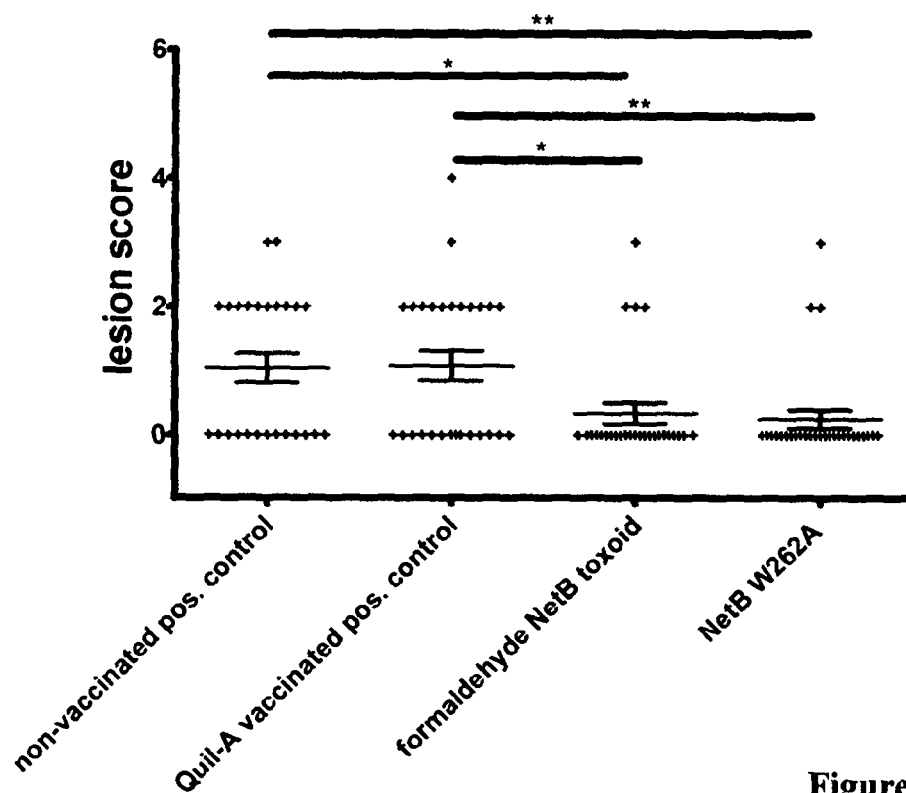 **
6
*
**
*
4
lesion score
2
0
non-vaccinated pos. control
Quil-A vaccinated pos. control
formaldehyde NetB toxoid
NetB W262A
Figure